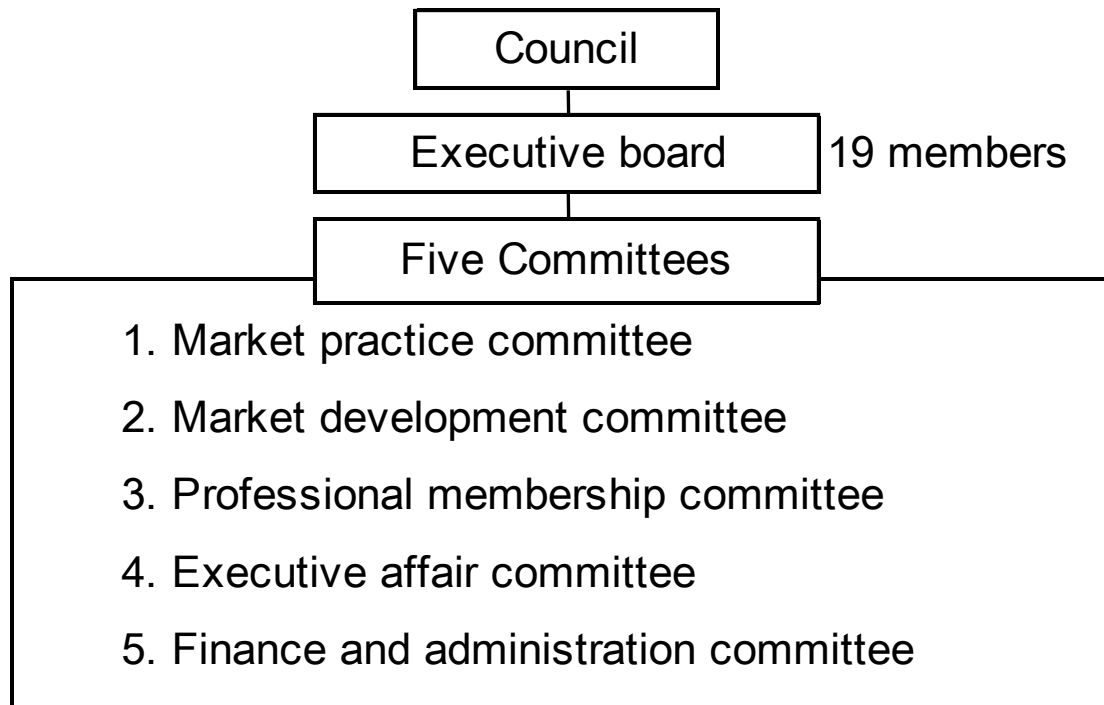 Council
Executive board 19 members
Five Committees
1. Market practice committee
2. Market development committee
3. Professional membership committee
4. Executive affair committee
5. Finance and administration committee